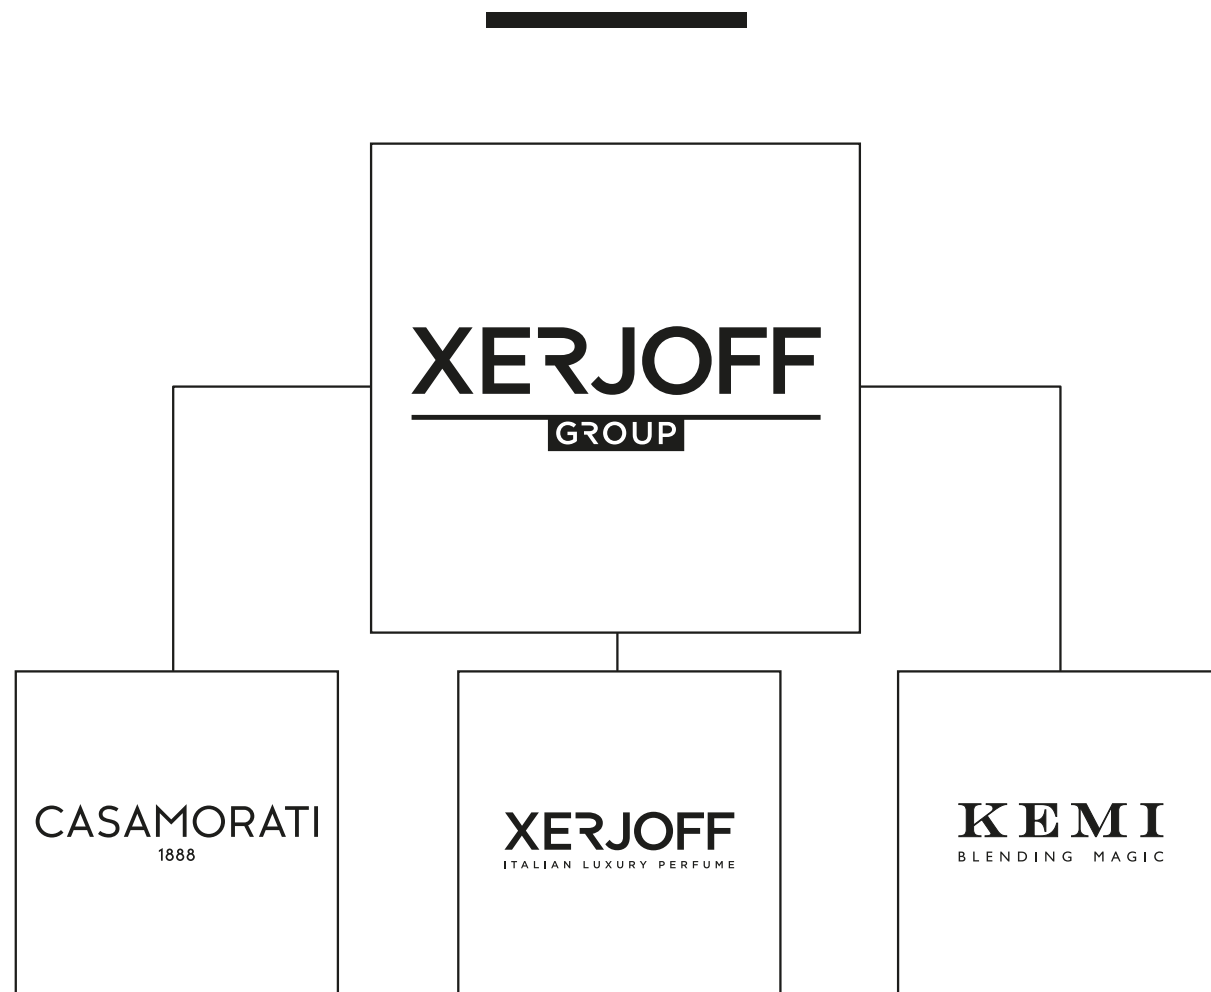 XERJOFF
GROUP
CASAMORATI
1888
XERJOFF
ITALIAN LUXURY PERFUME
KEMI
BLENDING MAGIC